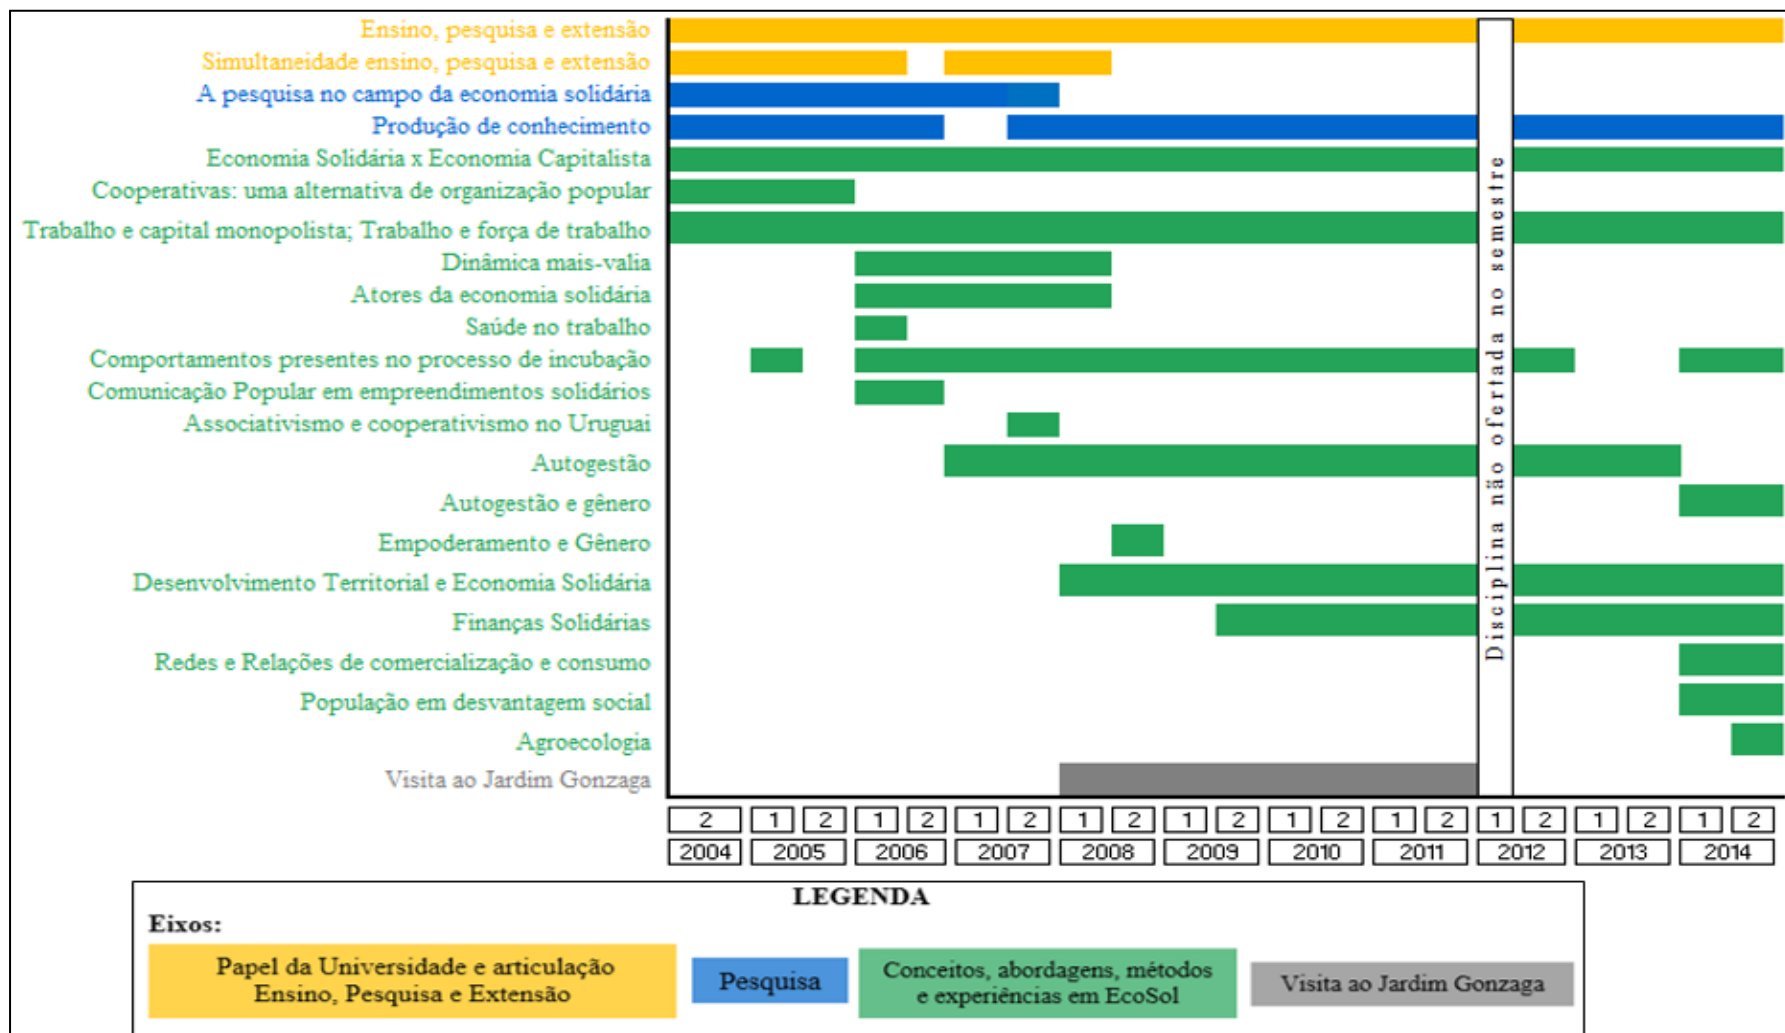 Ensino, pesquisa e extensão
Simultaneidade ensino, pesquisa e extensão
A pesquisa no campo da economia solidária
Produção de conhecimento
Economia Solidária x Economia Capitalista
Cooperativas: uma alternativa de organização popular
Trabalho e capital monopolista; Trabalho e força de trabalho
Dinâmica mais-valia
Atores da economia solidária
Saúde no trabalho
Comportamentos presentes no processo de incubação
Comunicação Popular em empreendimentos solidários
Associativismo e cooperativismo no Uruguai
Autogestão
Autogestão e gênero
Empoderamento e Gênero
Desenvolvimento Territorial e Economia Solidária
Finanças Solidárias
Redes e Relações de comercialização e consumo
População em desvantagem social
Agroecologia
Visita ao Jardim Gonzaga
Disciplina não ofertada no semestre
2 1 2 1 2 1 2 1 2 1 2 1 2 1 2 1 2 1 2 1 2
2004 2005 2006 2007 2008 2009 2010 2011 2012 2013 2014
LEGENDA
Eixos:
Papel da Universidade e articulação
Ensino, Pesquisa e Extensão
Pesquisa
Conceitos, abordagens, métodos
e experiências em EcoSol
Visita ao Jardim Gonzaga